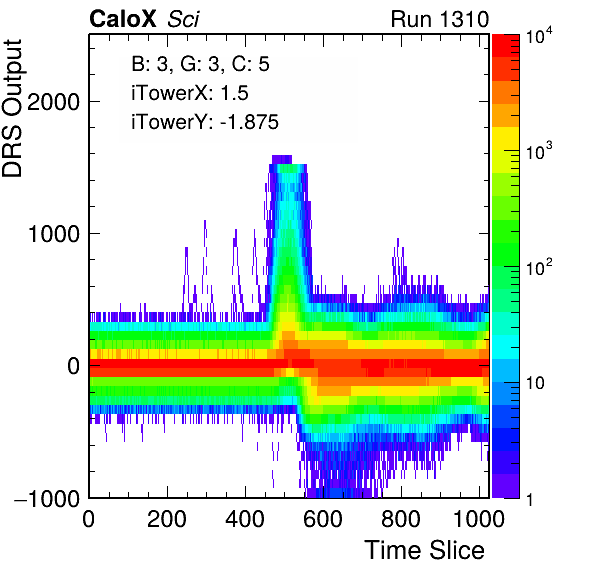 CaloX Sci Run 1310
B: 3, G: 3, C: 5
iTowerX: 1.5
iTowerY: -1.875
DRS Output
2000
1000
0
−1000
0 200 400 600 800 1000
Time Slice
10^4
10^3
10^2
10
1